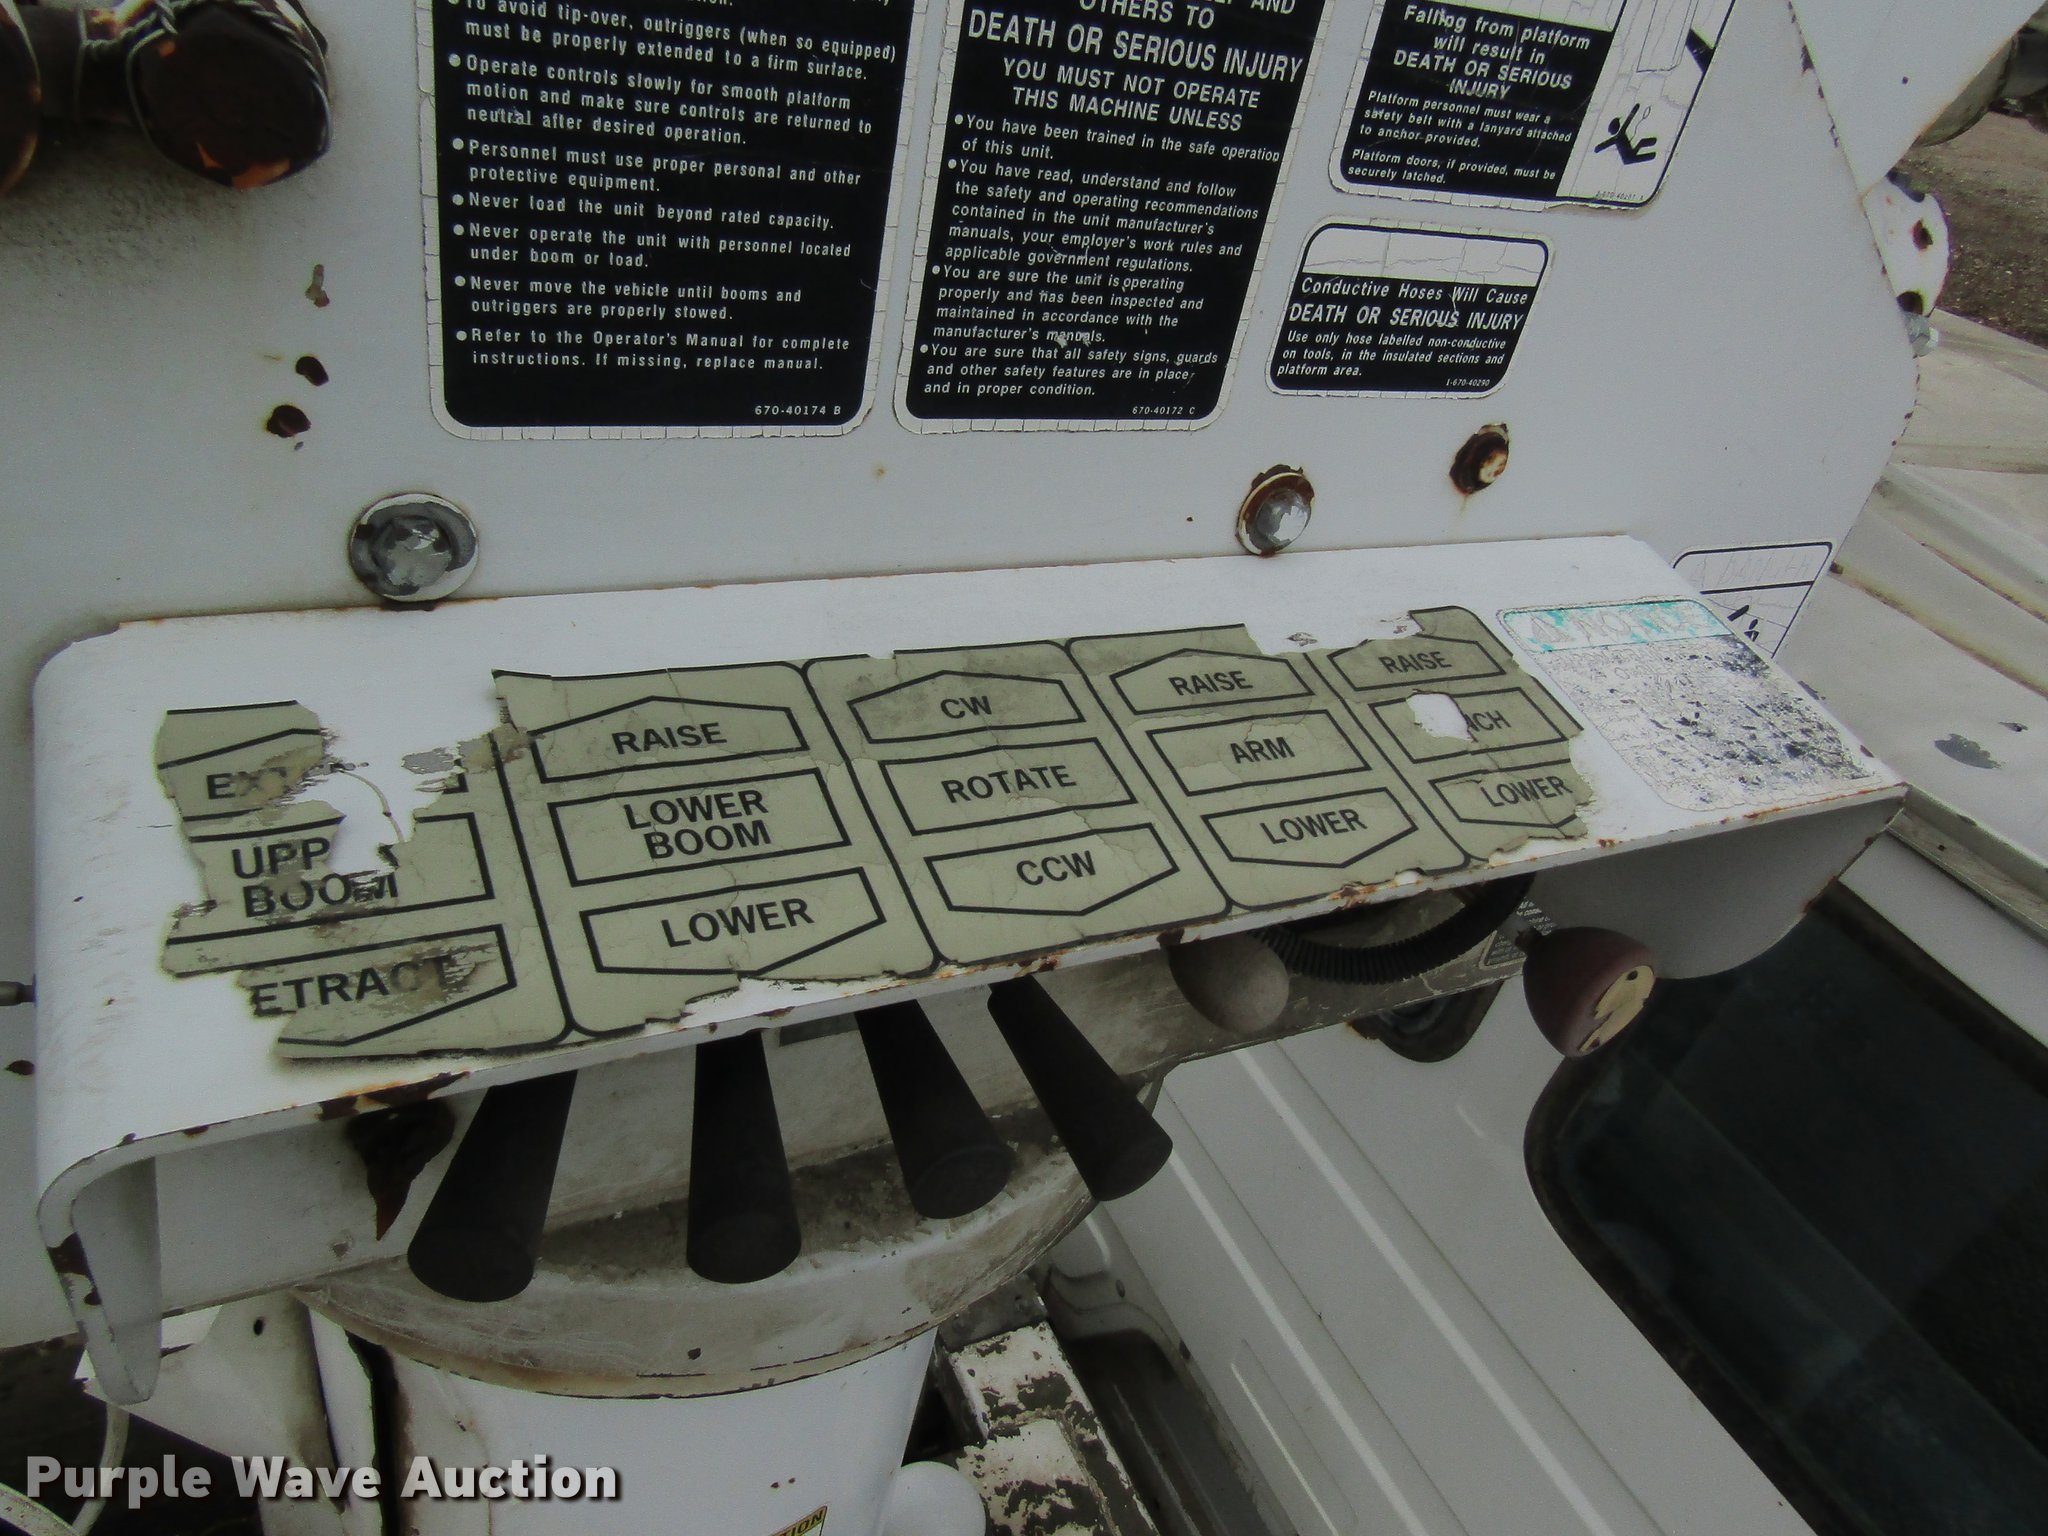 To avoid tip-over, outriggers (when so equipped)
must be properly extended to a firm surface.
Operate controls slowly for smooth platform
motion and make sure controls are returned to
neutral after desired operation.
Personnel must use proper personal and other
protective equipment.
Never load the unit beyond rated capacity.
Never operate the unit with personnel located
under boom or load.
Never move the vehicle until booms and
outriggers are properly stowed.
Refer to the Operator's Manual for complete
instructions. If missing, replace manual.
670-40174 B
AND
OTHERS TO
DEATH OR SERIOUS INJURY
YOU MUST NOT OPERATE
THIS MACHINE UNLESS
You have been trained in the safe operation
of this unit.
You have read, understand and follow
the safety and operating recommendations
contained in the unit manufacturer's
manuals, your employer's work rules and
applicable government regulations.
You are sure the unit is operating
properly and has been inspected and
maintained in accordance with the
manufacturer's manuals.
You are sure that all safety signs, guards
and other safety features are in place
and in proper condition.
670-40172 C
Falling from platform
will result in
DEATH OR SERIOUS
INJURY
Platform personnel must wear a
safety belt with a lanyard attached
to anchor provided.
Platform doors, if provided, must be
securely latched.
Conductive Hoses Will Cause
DEATH OR SERIOUS INJURY
Use only hose labelled non-conductive
on tools, in the insulated sections and
platform area.
1-670-40290
EXT
UPP
BOOM
ETRACT
RAISE
LOWER
BOOM
LOWER
CW
ROTATE
CCW
RAISE
ARM
LOWER
RAISE
CH
LOWER
Purple Wave Auction